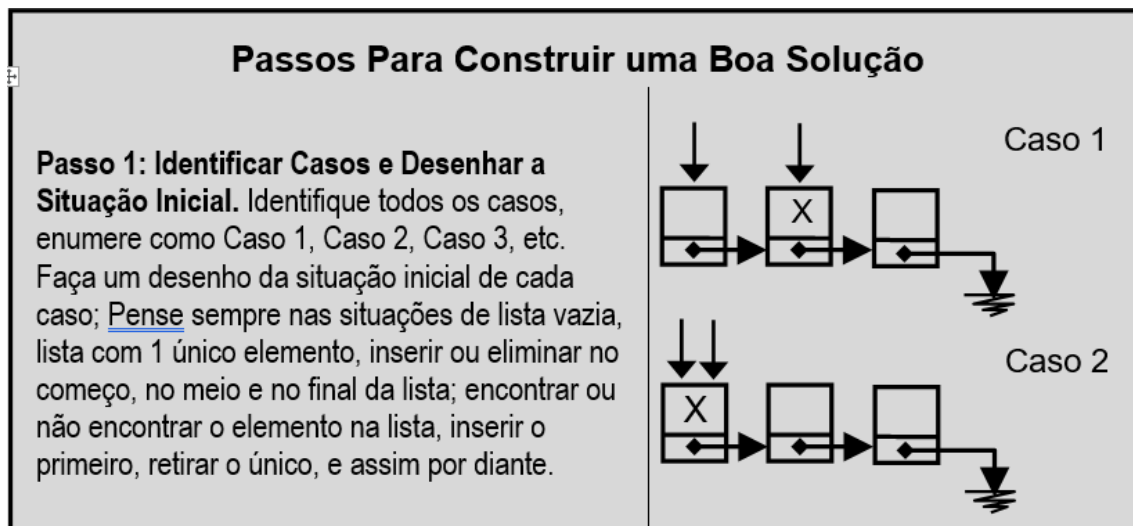 Passos Para Construir uma Boa Solução
Passo 1: Identificar Casos e Desenhar a
Situação Inicial. Identifique todos os casos,
enumere como Caso 1, Caso 2, Caso 3, etc.
Faça um desenho da situação inicial de cada
caso; Pense sempre nas situações de lista vazia,
lista com 1 único elemento, inserir ou eliminar no
começo, no meio e no final da lista; encontrar ou
não encontrar o elemento na lista, inserir o
primeiro, retirar o único, e assim por diante.
Caso 1
X
Caso 2
X